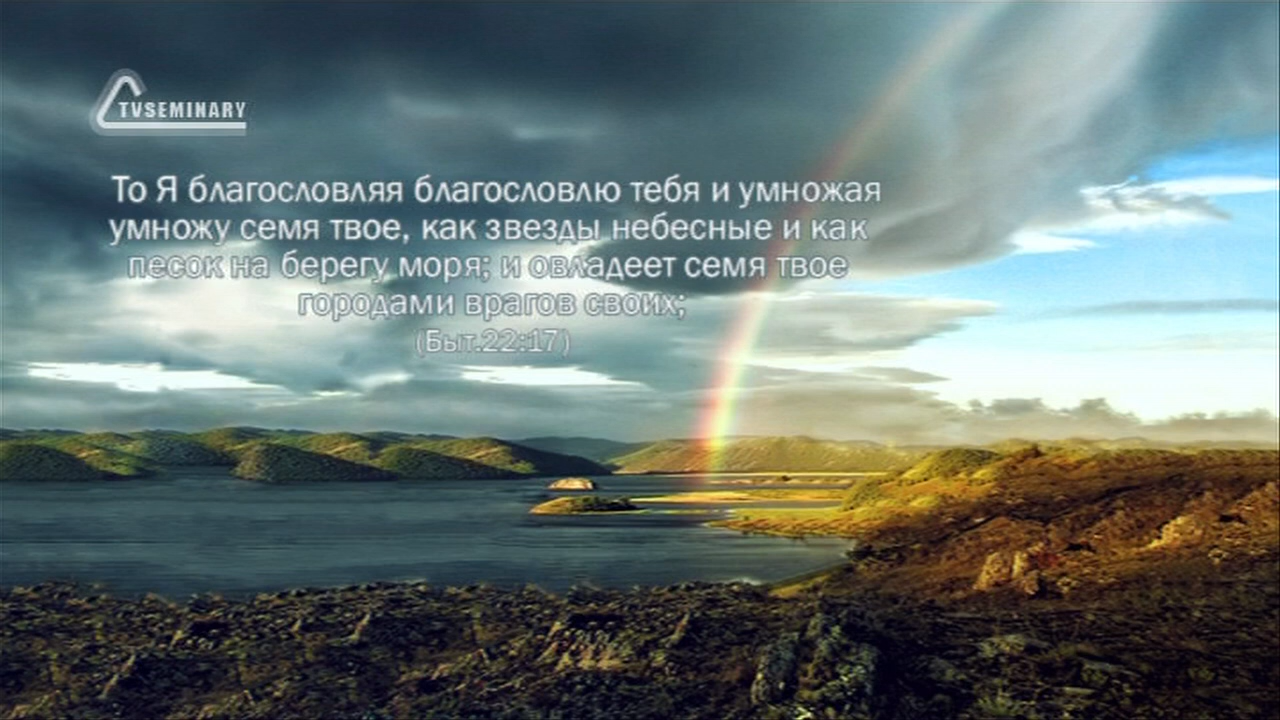 TVSEMINARY
То Я благословляя благословлю тебя и умножая
умножу семя твое, как звезды небесные и как
песок на берегу моря; и овладеет семя твое
городами врагов своих;
(Быт.22:17)